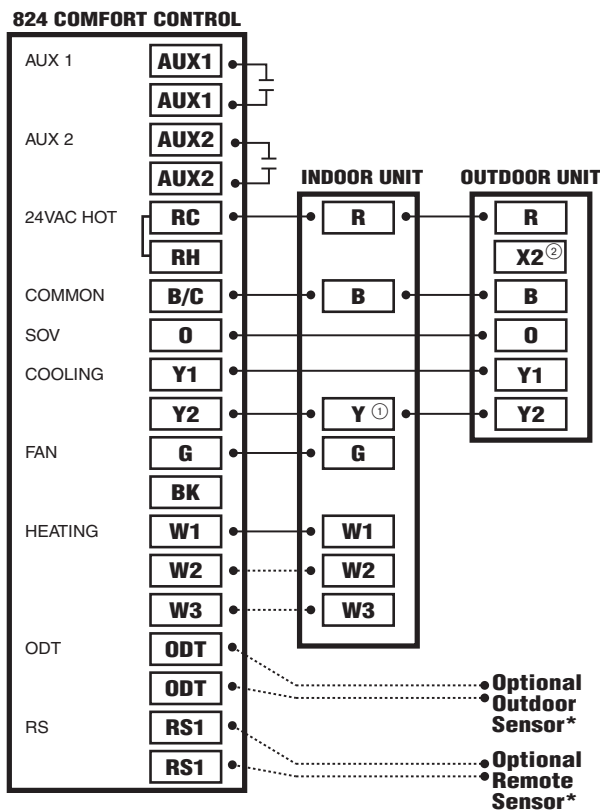 824 COMFORT CONTROL
AUX 1 AUX1
AUX1
AUX 2 AUX2
AUX2
INDOOR UNIT OUTDOOR UNIT
24VAC HOT RC R R
RH X2 ②
COMMON B/C B B
SOV O O
COOLING Y1 Y1
Y2 Y ① Y2
FAN G G
BK
HEATING W1 W1
W2 W2
W3 W3
ODT ODT
ODT
Optional
Outdoor
Sensor*
RS RS1
RS1
Optional
Remote
Sensor*